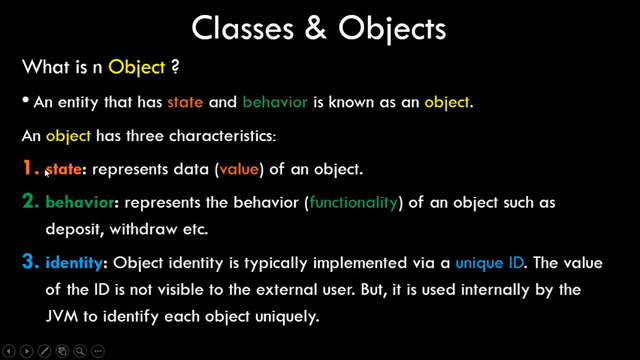 Classes & Objects
What is n Object ?
• An entity that has state and behavior is known as an object.
An object has three characteristics:
1. state: represents data (value) of an object.
2. behavior: represents the behavior (functionality) of an object such as
deposit, withdraw etc.
3. identity: Object identity is typically implemented via a unique ID. The value
of the ID is not visible to the external user. But, it is used internally by the
JVM to identify each object uniquely.